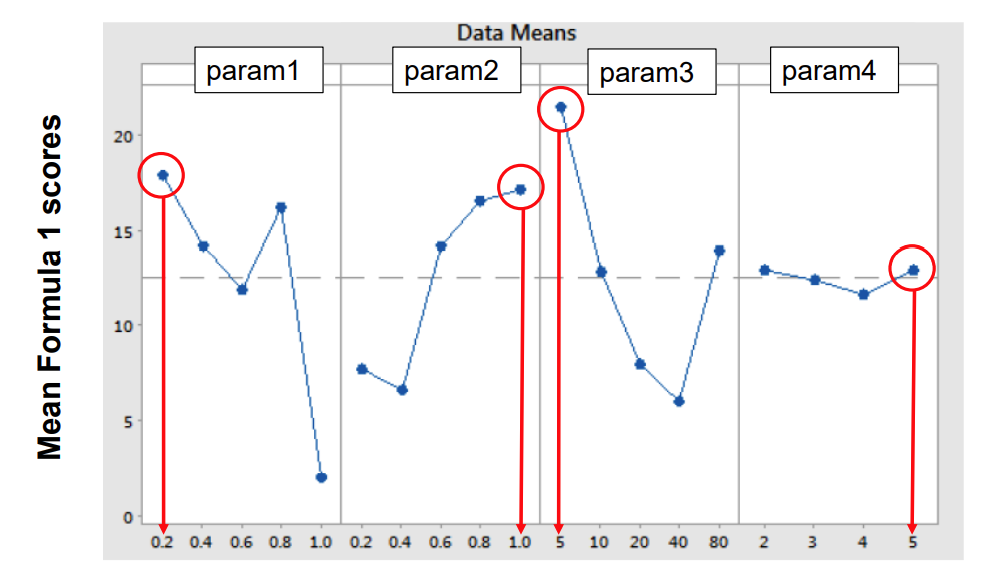 Data Means
param1 param2 param3 param4
Mean Formula 1 scores
20
15
10
5
0
0.2 0.4 0.6 0.8 1.0 0.2 0.4 0.6 0.8 1.0 5 10 20 40 80 2 3 4 5